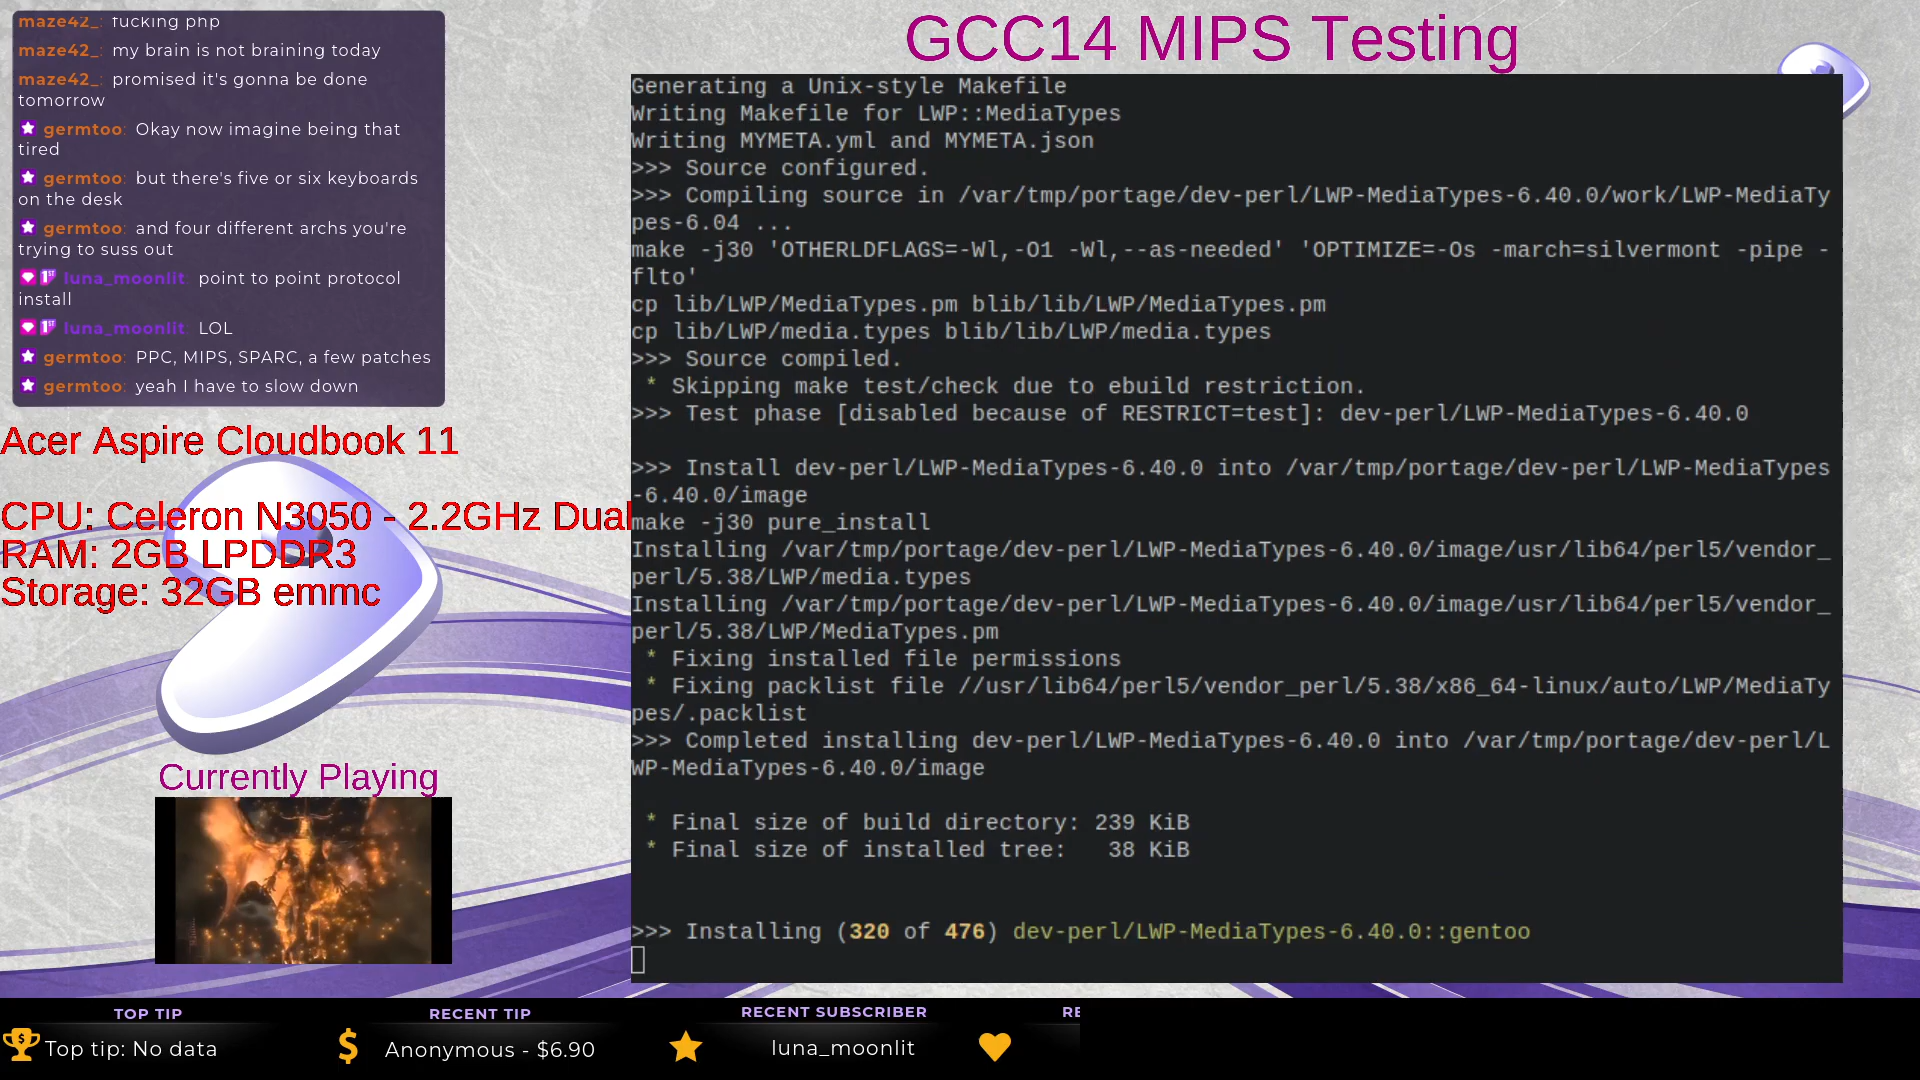 maze42_: fucking php
maze42_: my brain is not braining today
maze42_: promised it's gonna be done
tomorrow
germtoo: Okay now imagine being that
tired
germtoo: but there's five or six keyboards
on the desk
germtoo: and four different archs you're
trying to suss out
luna_moonlit: point to point protocol
install
luna_moonlit: LOL
germtoo: PPC, MIPS, SPARC, a few patches
germtoo: yeah I have to slow down
Acer Aspire Cloudbook 11
CPU: Celeron N3050 - 2.2GHz Dual
RAM: 2GB LPDDR3
Storage: 32GB emmc
Currently Playing
GCC14 MIPS Testing
Generating a Unix-style Makefile
Writing Makefile for LWP::MediaTypes
Writing MYMETA.yml and MYMETA.json
>>> Source configured.
>>> Compiling source in /var/tmp/portage/dev-perl/LWP-MediaTypes-6.40.0/work/LWP-MediaTy
pes-6.04 ...
make -j30 'OTHERLDFLAGS=-Wl,-O1 -Wl,--as-needed' 'OPTIMIZE=-Os -march=silvermont -pipe -
flto'
cp lib/LWP/MediaTypes.pm blib/lib/LWP/MediaTypes.pm
cp lib/LWP/media.types blib/lib/LWP/media.types
>>> Source compiled.
* Skipping make test/check due to ebuild restriction.
>>> Test phase [disabled because of RESTRICT=test]: dev-perl/LWP-MediaTypes-6.40.0
>>> Install dev-perl/LWP-MediaTypes-6.40.0 into /var/tmp/portage/dev-perl/LWP-MediaTypes
-6.40.0/image
make -j30 pure_install
Installing /var/tmp/portage/dev-perl/LWP-MediaTypes-6.40.0/image/usr/lib64/perl5/vendor_
perl/5.38/LWP/media.types
Installing /var/tmp/portage/dev-perl/LWP-MediaTypes-6.40.0/image/usr/lib64/perl5/vendor_
perl/5.38/LWP/MediaTypes.pm
* Fixing installed file permissions
* Fixing packlist file //usr/lib64/perl5/vendor_perl/5.38/x86_64-linux/auto/LWP/MediaTy
pes/.packlist
>>> Completed installing dev-perl/LWP-MediaTypes-6.40.0 into /var/tmp/portage/dev-perl/L
WP-MediaTypes-6.40.0/image
* Final size of build directory: 239 KiB
* Final size of installed tree: 38 KiB
>>> Installing (320 of 476) dev-perl/LWP-MediaTypes-6.40.0::gentoo
TOP TIP
Top tip: No data
RECENT TIP
Anonymous - $6.90
RECENT SUBSCRIBER
luna_moonlit